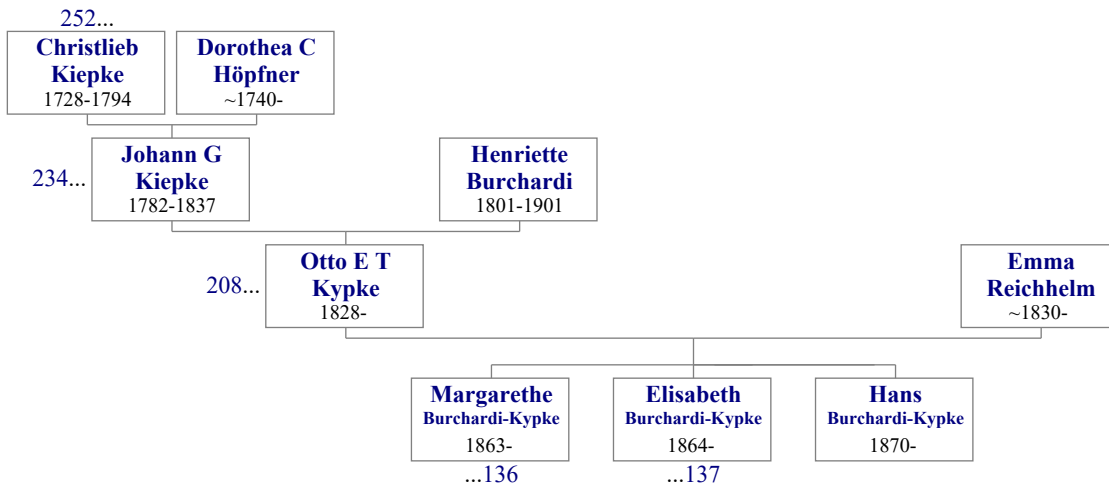 252...
Christlieb
Kiepke
1728-1794
Dorothea C
Höpfner
~1740-
234...
Johann G
Kiepke
1782-1837
Henriette
Burchardi
1801-1901
208...
Otto E T
Kypke
1828-
Emma
Reichhelm
~1830-
Margarethe
Burchardi-Kypke
1863-
...136
Elisabeth
Burchardi-Kypke
1864-
...137
Hans
Burchardi-Kypke
1870-